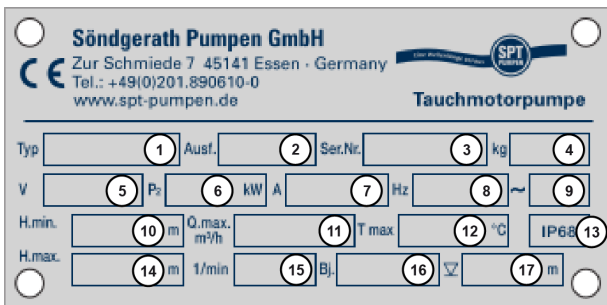 Söndgerath Pumpen GmbH
Zur Schmiede 7 45141 Essen · Germany
Tel.: +49(0)201.890610-0
www.spt-pumpen.de
CE
SPT
PUMPEN
Tauchmotorpumpe
Typ 1 Ausf. 2 Ser.Nr. 3 kg 4
V 5 P2 6 kW A 7 Hz 8 ~ 9
H.min. 10 m Q.max. m³/h 11 T max 12 °C IP68 13
H.max. 14 m 1/min 15 Bj. 16 17 m